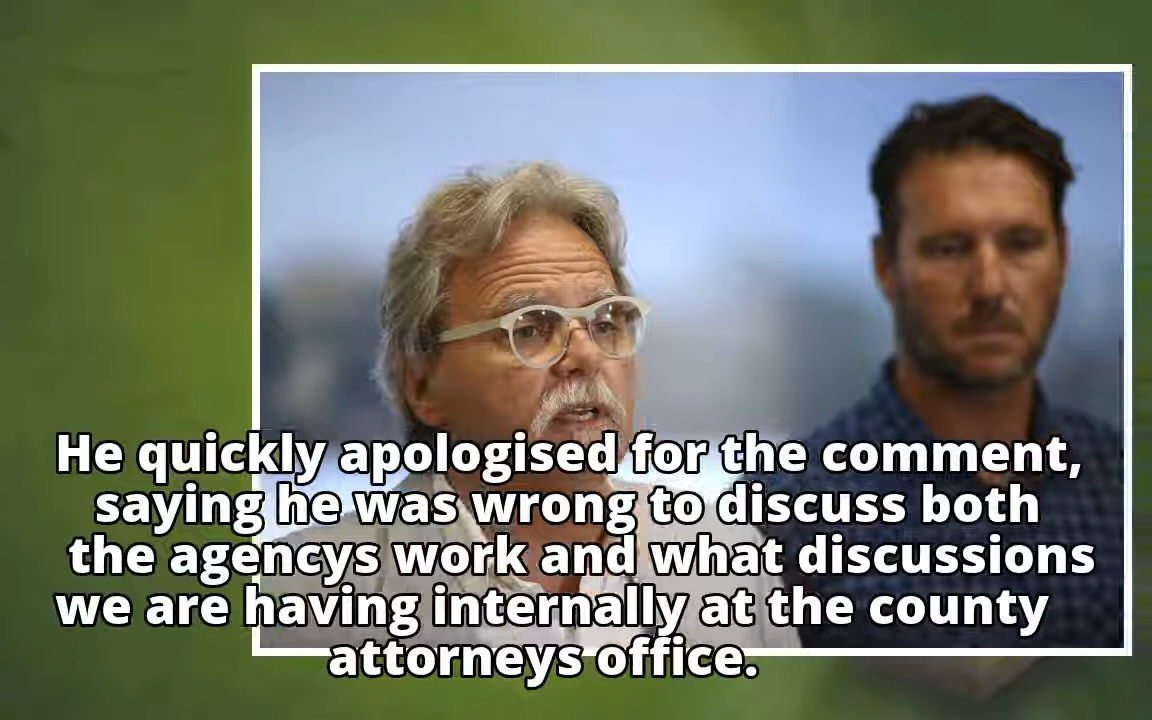 He quickly apologised for the comment,
saying he was wrong to discuss both
the agencys work and what discussions
we are having internally at the county
attorneys office.